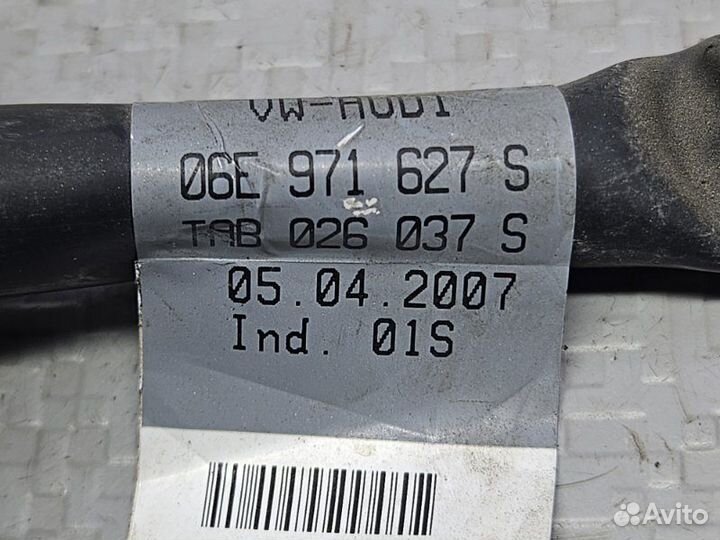 VW-AUDI
06E 971 627 S
TAB 026 037 S
05.04.2007
Ind. 01S
Avito